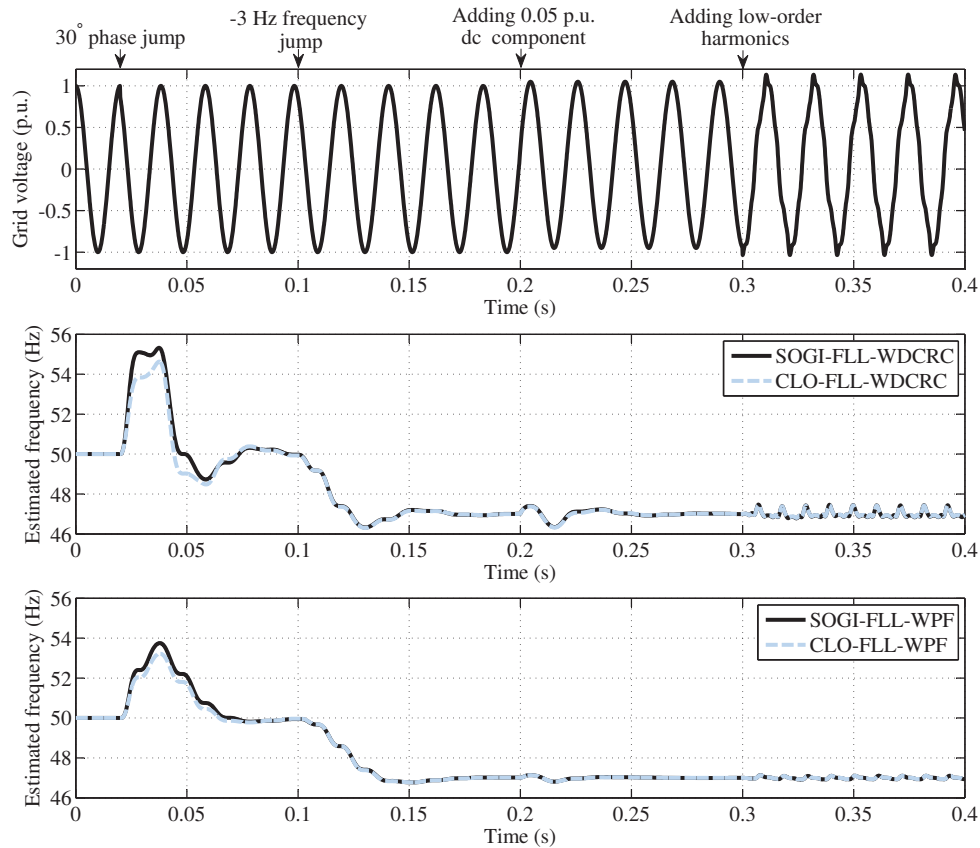 30° phase jump
-3 Hz frequency
jump
Adding 0.05 p.u.
dc component
Adding low-order
harmonics
Grid voltage (p.u.)
1
0.5
0
-0.5
-1
0 0.05 0.1 0.15 0.2 0.25 0.3 0.35 0.4
Time (s)
Estimated frequency (Hz)
56
54
52
50
48
46
SOGI-FLL-WDCRC
CLO-FLL-WDCRC
0 0.05 0.1 0.15 0.2 0.25 0.3 0.35 0.4
Time (s)
Estimated frequency (Hz)
56
54
52
50
48
46
SOGI-FLL-WPF
CLO-FLL-WPF
0 0.05 0.1 0.15 0.2 0.25 0.3 0.35 0.4
Time (s)